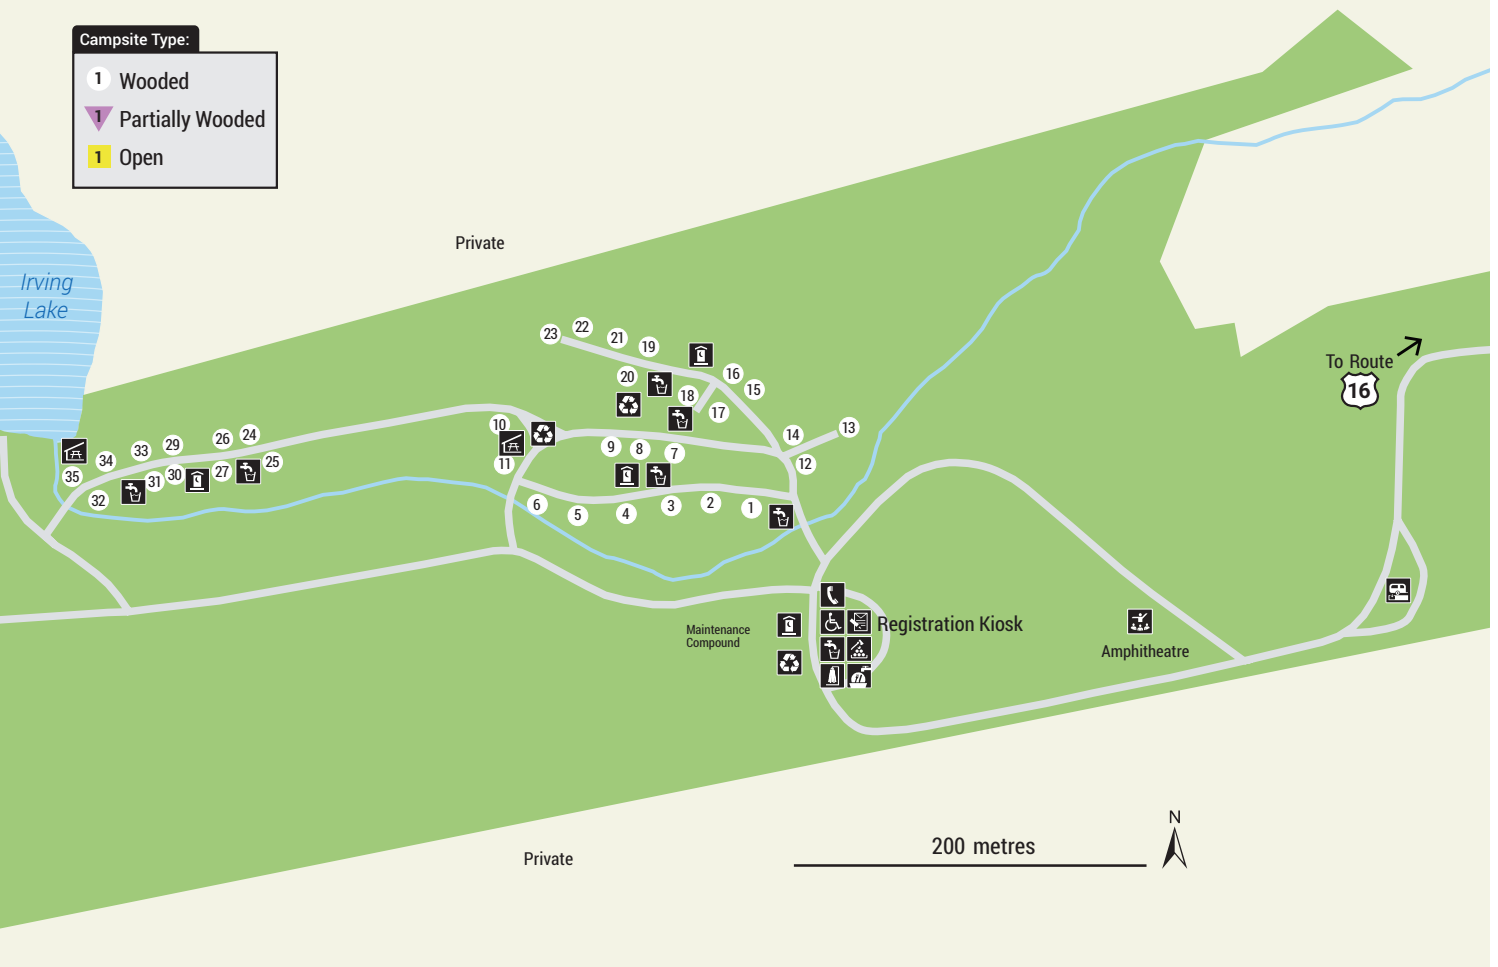 Campsite Type:
1 Wooded
1 Partially Wooded
1 Open
Irving
Lake
Private
23
22
21
19
20
18
16
15
17
14
13
12
10
11
9
8
7
6
5
4
3
2
1
24
26
29
33
34
35
25
27
30
31
32
To Route
16
Registration Kiosk
Maintenance
Compound
Amphitheatre
N
200 metres
Private